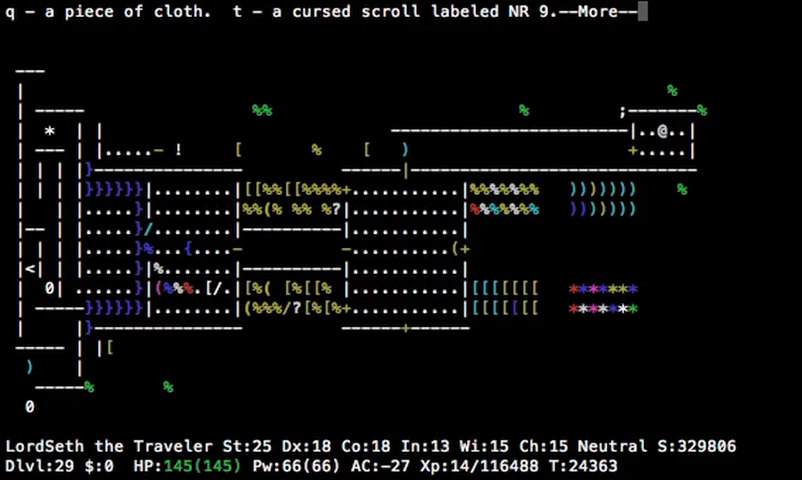 q - a piece of cloth.  t - a cursed scroll labeled NR 9.--More--
LordSeth the Traveler St:25 Dx:18 Co:18 In:13 Wi:15 Ch:15 Neutral S:329806
Dlvl:29 $:0  HP:145(145) Pw:66(66) AC:-27 Xp:14/116488 T:24363